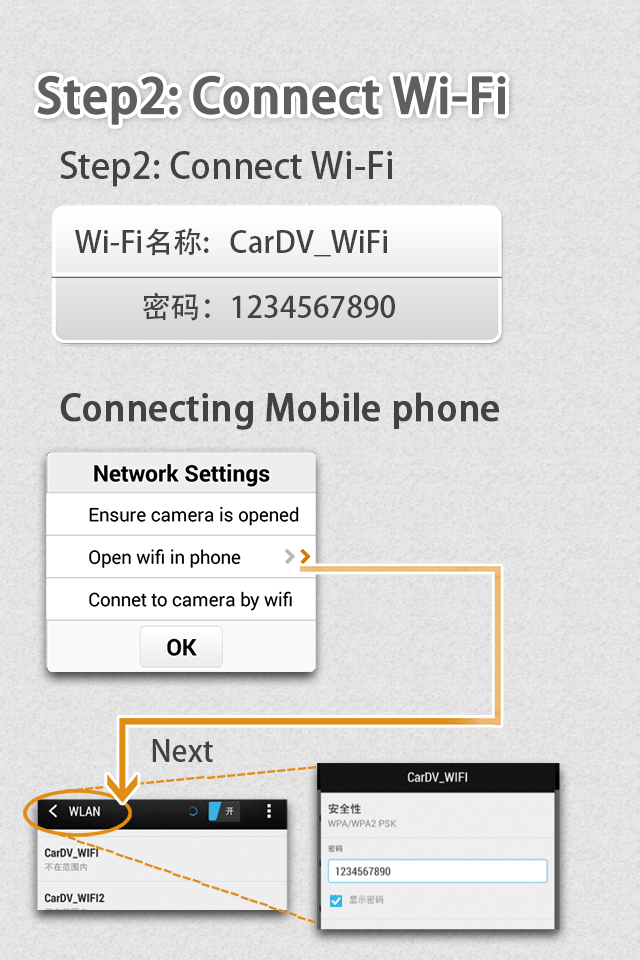 Step2: Connect Wi-Fi
Step2: Connect Wi-Fi
Wi-Fi名称: CarDV_WiFi
密码: 1234567890
Connecting Mobile phone
Network Settings
Ensure camera is opened
Open wifi in phone
Connet to camera by wifi
OK
Next
WLAN 开
CarDV_WIFI
不在范围内
CarDV_WIFI2
CarDV_WIFI
安全性
WPA/WPA2 PSK
密码
1234567890
显示密码